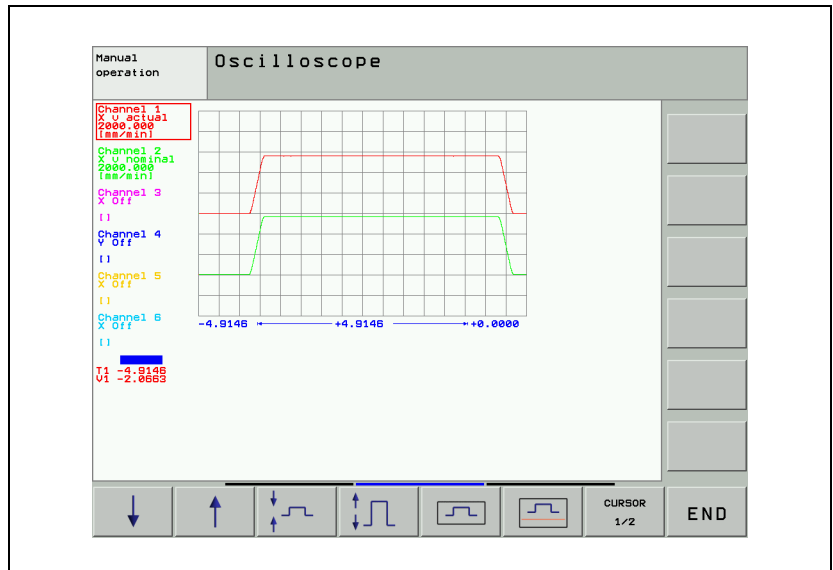 Manual
operation
Oscilloscope
Channel 1
X v actual
2000.000
[mm/min]
Channel 2
X v nominal
2000.000
[mm/min]
Channel 3
X Off
[]
Channel 4
Y Off
[]
Channel 5
X Off
[]
Channel 6
X Off
[]
-4.9146 +4.9146 +0.0000
T1 -4.9146
V1 -2.0663
CURSOR
1/2
END